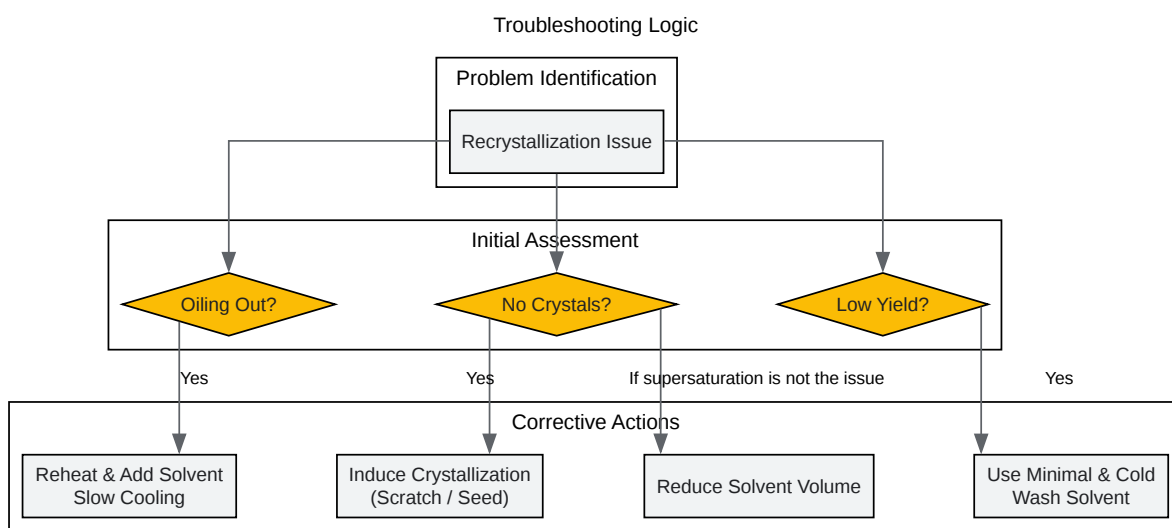 Troubleshooting Logic
Problem Identification
Recrystallization Issue
Initial Assessment
Oiling Out?
No Crystals?
Low Yield?
Yes
Yes
If supersaturation is not the issue
Yes
Corrective Actions
Reheat & Add Solvent
Slow Cooling
Induce Crystallization
(Scratch / Seed)
Reduce Solvent Volume
Use Minimal & Cold
Wash Solvent